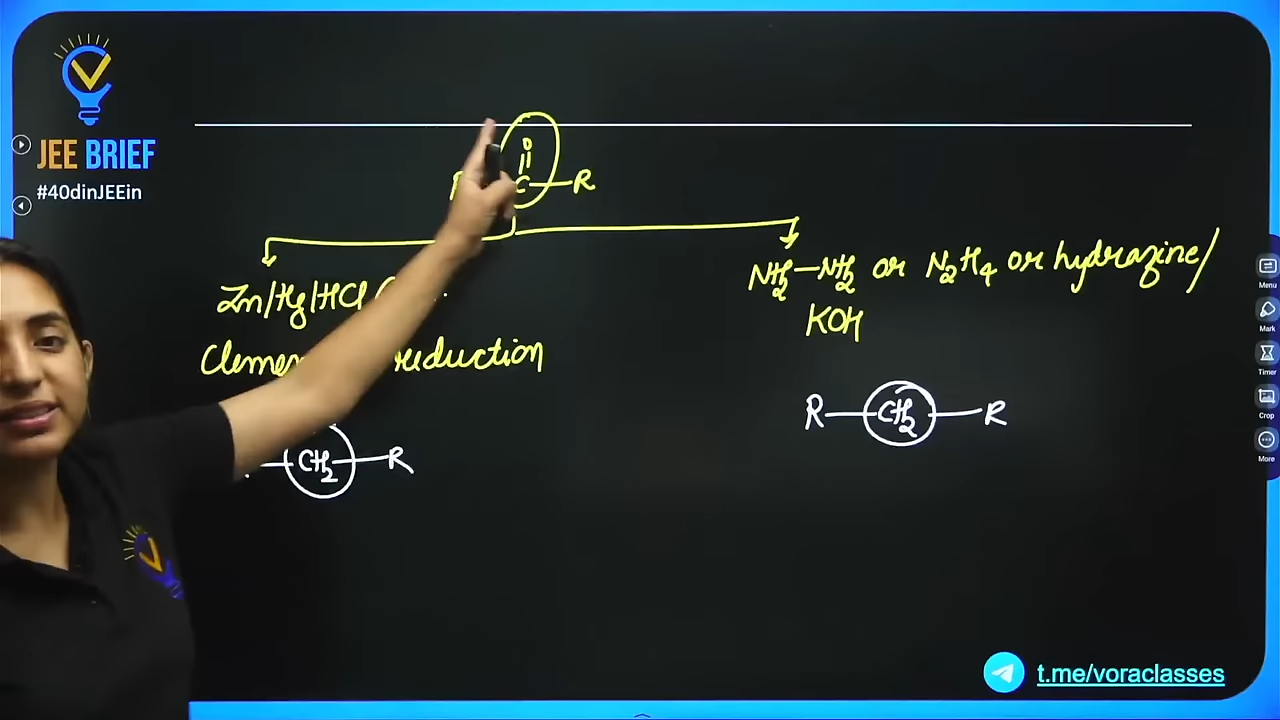 JEE BRIEF
#40dinJEEin
O
||
C—R
Zn/Hg/HCl
NH2—NH2 or N2H4 or hydrazine/
KOH
reduction
R—CH2—R
CH2—R
Menu
Mark
Timer
Crop
More
t.me/voraclasses